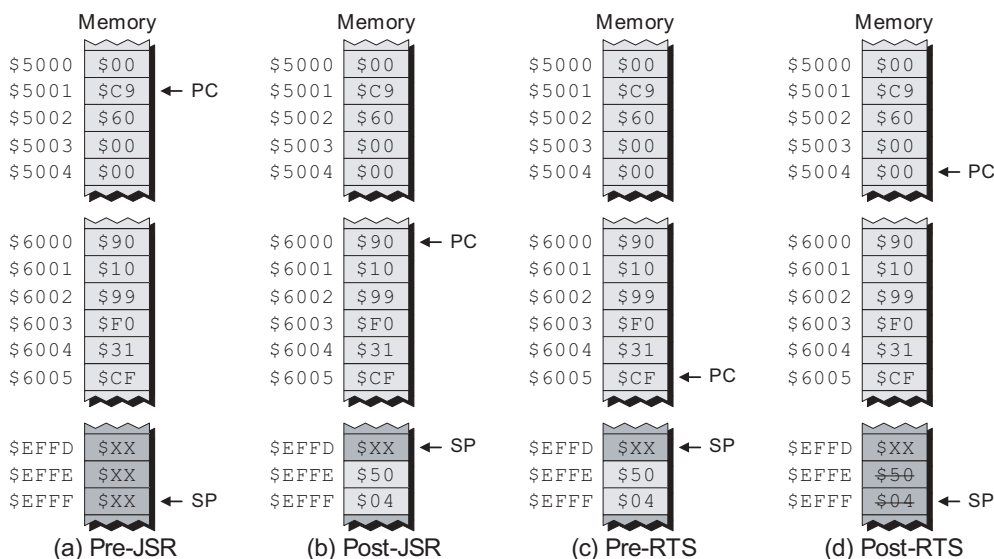 Memory Memory Memory Memory
$5000 $00 $5000 $00 $5000 $00 $5000 $00
$5001 $C9 PC $5001 $C9 $5001 $C9 $5001 $C9
$5002 $60 $5002 $60 $5002 $60 $5002 $60
$5003 $00 $5003 $00 $5003 $00 $5003 $00
$5004 $00 $5004 $00 $5004 $00 $5004 $00 PC
$6000 $90 $6000 $90 PC $6000 $90 $6000 $90
$6001 $10 $6001 $10 $6001 $10 $6001 $10
$6002 $99 $6002 $99 $6002 $99 $6002 $99
$6003 $F0 $6003 $F0 $6003 $F0 $6003 $F0
$6004 $31 $6004 $31 $6004 $31 $6004 $31
$6005 $CF $6005 $CF $6005 $CF PC $6005 $CF
$EFFD $XX $EFFD $XX SP $EFFD $XX SP $EFFD $XX
$EFFE $XX $EFFE $50 $EFFE $50 $EFFE $50
$EFFF $XX SP $EFFF $04 $EFFF $04 $EFFF $04 SP
(a) Pre-JSR (b) Post-JSR (c) Pre-RTS (d) Post-RTS